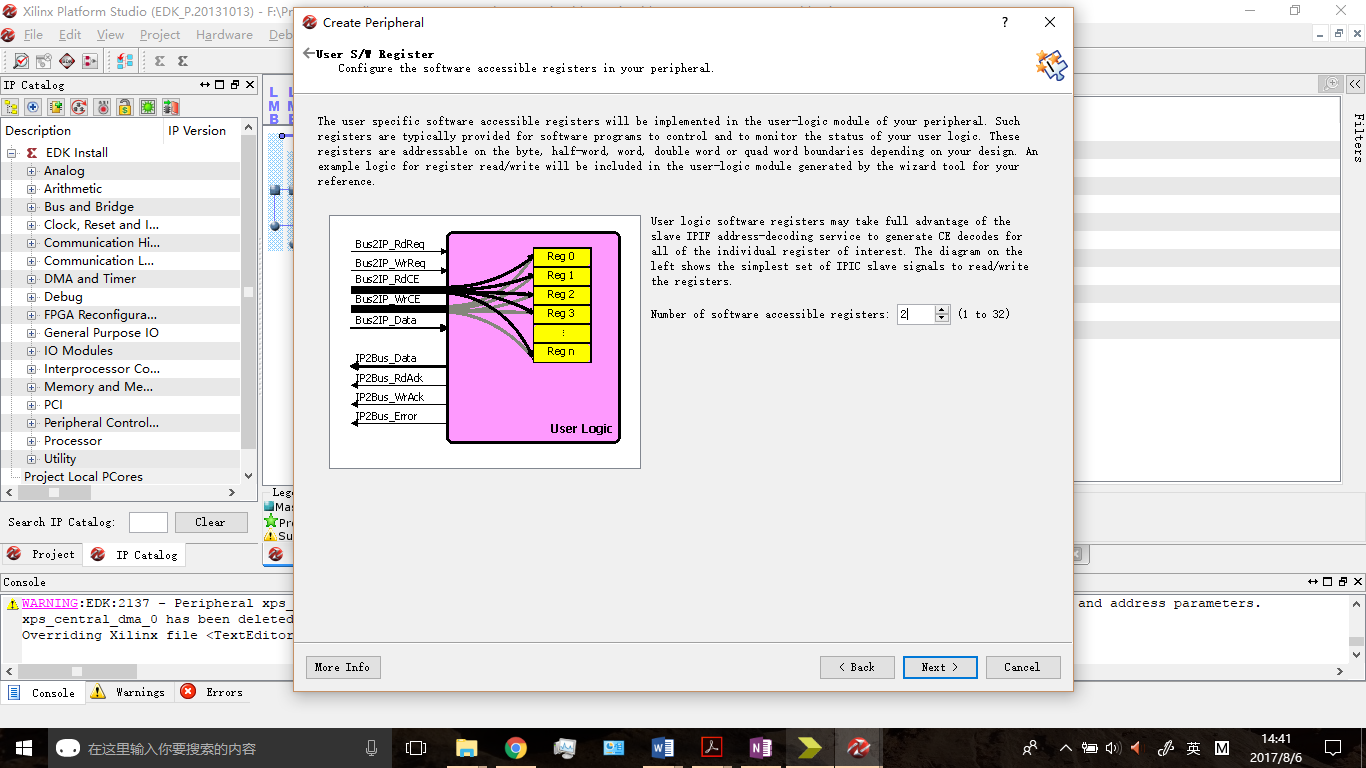 Xilinx Platform Studio (EDK_P.20131013) - F:\Pr
File Edit View Project Hardware Deb
IP Catalog
Description IP Version
EDK Install
Analog
Arithmetic
Bus and Bridge
Clock, Reset and I...
Communication Hi...
Communication L...
DMA and Timer
Debug
FPGA Reconfigura...
General Purpose IO
IO Modules
Interprocessor Co...
Memory and Me...
PCI
Peripheral Control...
Processor
Utility
Project Local PCores
Search IP Catalog:
Clear
Project
IP Catalog
L
M
B
L
M
B
Lege
Mas
Pro
Su
Filters
Create Peripheral
User S/W Register
Configure the software accessible registers in your peripheral.
The user specific software accessible registers will be implemented in the user-logic module of your peripheral. Such
registers are typically provided for software programs to control and to monitor the status of your user logic. These
registers are addressable on the byte, half-word, word, double word or quad word boundaries depending on your design. An
example logic for register read/write will be included in the user-logic module generated by the wizard tool for your
reference.
Bus2IP_RdReq
Bus2IP_WrReq
Bus2IP_RdCE
Bus2IP_WrCE
Bus2IP_Data
IP2Bus_Data
IP2Bus_RdAck
IP2Bus_WrAck
IP2Bus_Error
Reg 0
Reg 1
Reg 2
Reg 3
⋮
Reg n
User Logic
User logic software registers may take full advantage of the
slave IPIF address-decoding service to generate CE decodes for
all of the individual register of interest. The diagram on the
left shows the simplest set of IPIC slave signals to read/write
the registers.
Number of software accessible registers: 2 (1 to 32)
More Info
< Back
Next >
Cancel
Console
WARNING:EDK:2137 - Peripheral xps_ and address parameters.
xps_central_dma_0 has been deleted
Overriding Xilinx file <TextEditor
Console
Warnings
Errors
在这里输入你要搜索的内容
英
M
14:41
2017/8/6